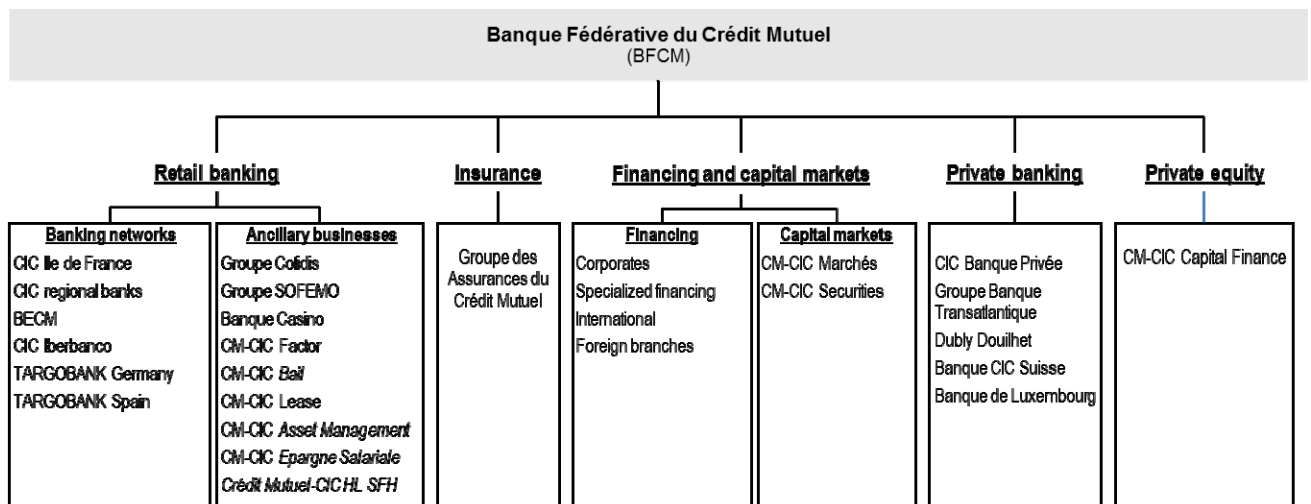 Banque Fédérative du Crédit Mutuel
(BFCM)
Retail banking
Insurance
Financing and capital markets
Private banking
Private equity
Banking networks
CIC Ile de France
CIC regional banks
BECM
CIC Iberbanco
TARGOBANK Germany
TARGOBANK Spain
Ancillary businesses
Groupe Cofidis
Groupe SOFEMO
Banque Casino
CM-CIC Factor
CM-CIC Bail
CM-CIC Lease
CM-CIC Asset Management
CM-CIC Epargne Salariale
Crédit Mutuel-CIC HL SFH
Groupe des
Assurances du
Crédit Mutuel
Financing
Corporates
Specialized financing
International
Foreign branches
Capital markets
CM-CIC Marchés
CM-CIC Securities
CIC Banque Privée
Groupe Banque
Transatlantique
Dubly Douilhet
Banque CIC Suisse
Banque de Luxembourg
CM-CIC Capital Finance